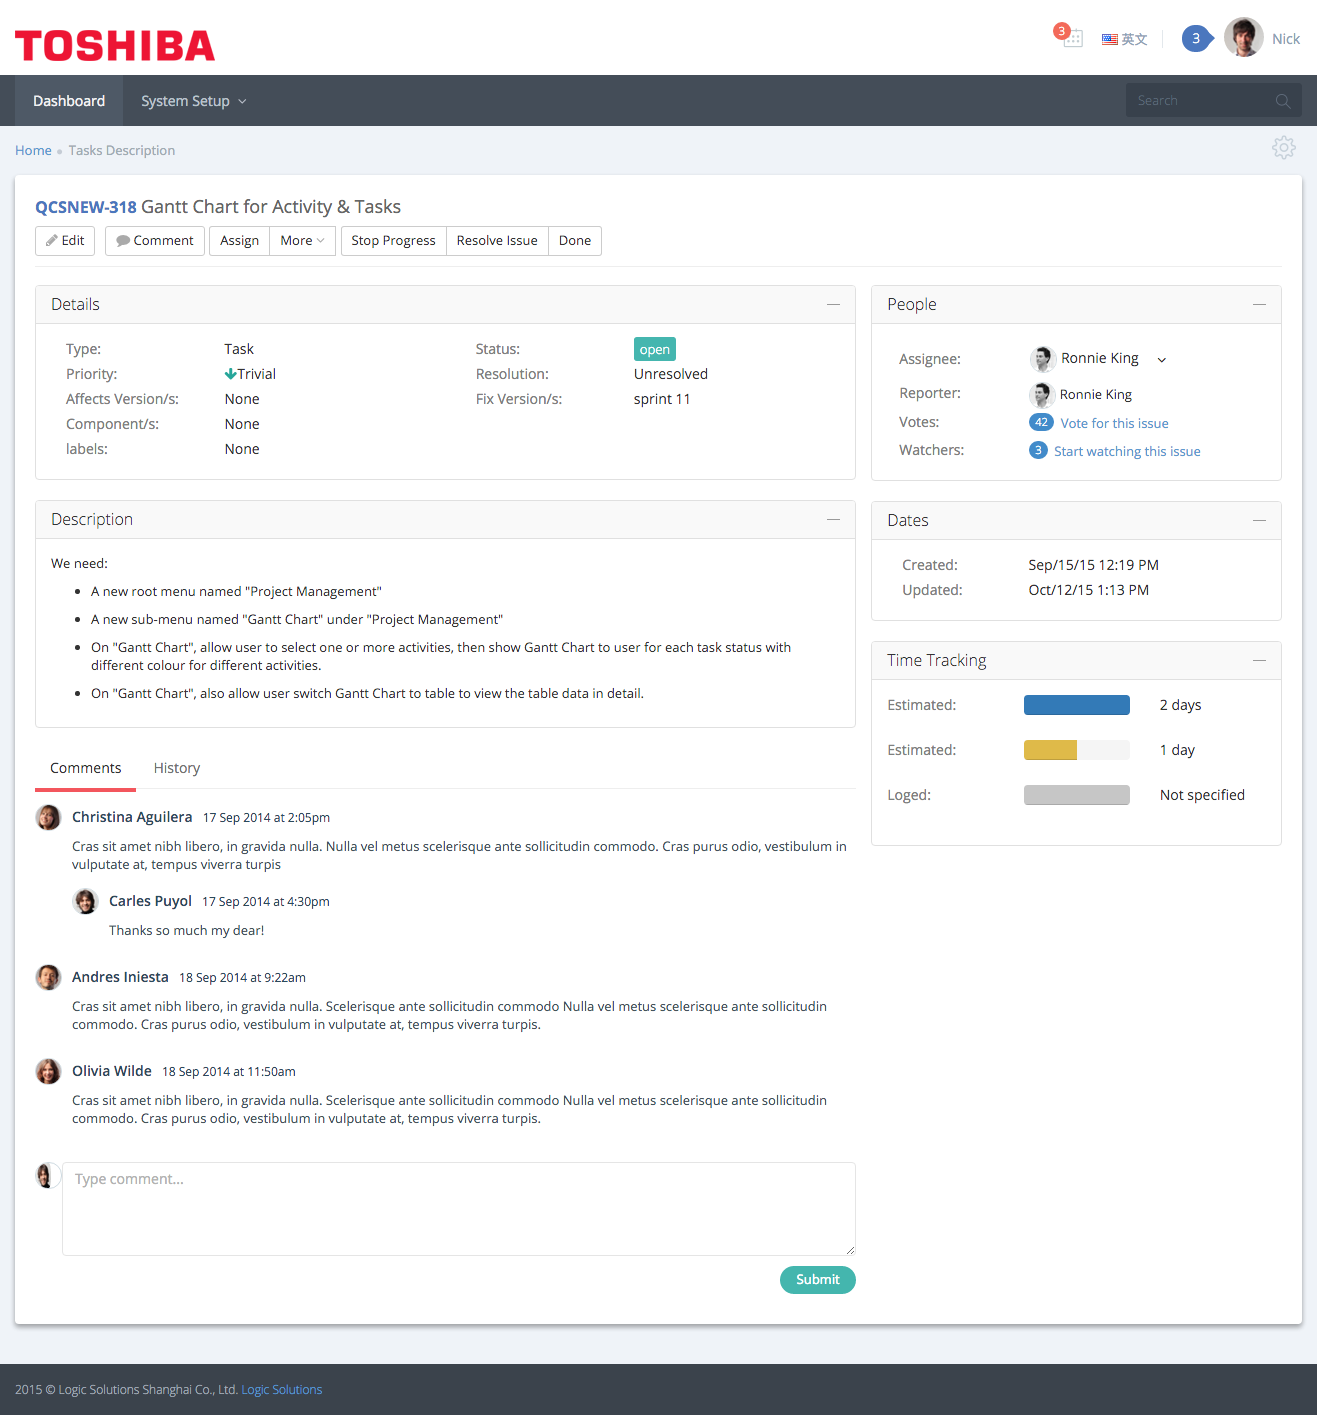 TOSHIBA
3
英文
3
Nick
Dashboard
System Setup
Search
Home
Tasks Description
QCSNEW-318 Gantt Chart for Activity & Tasks
Edit
Comment
Assign
More
Stop Progress
Resolve Issue
Done
Details
Type: Task
Status: open
Priority: Trivial
Resolution: Unresolved
Affects Version/s: None
Fix Version/s: sprint 11
Component/s: None
labels: None
People
Assignee: Ronnie King
Reporter: Ronnie King
Votes: 42 Vote for this issue
Watchers: 3 Start watching this issue
Description
We need:
• A new root menu named "Project Management"
• A new sub-menu named "Gantt Chart" under "Project Management"
• On "Gantt Chart", allow user to select one or more activities, then show Gantt Chart to user for each task status with
different colour for different activities.
• On "Gantt Chart", also allow user switch Gantt Chart to table to view the table data in detail.
Dates
Created: Sep/15/15 12:19 PM
Updated: Oct/12/15 1:13 PM
Time Tracking
Estimated: 2 days
Estimated: 1 day
Loged: Not specified
Comments
History
Christina Aguilera 17 Sep 2014 at 2:05pm
Cras sit amet nibh libero, in gravida nulla. Nulla vel metus scelerisque ante sollicitudin commodo. Cras purus odio, vestibulum in
vulputate at, tempus viverra turpis
Carles Puyol 17 Sep 2014 at 4:30pm
Thanks so much my dear!
Andres Iniesta 18 Sep 2014 at 9:22am
Cras sit amet nibh libero, in gravida nulla. Scelerisque ante sollicitudin commodo Nulla vel metus scelerisque ante sollicitudin
commodo. Cras purus odio, vestibulum in vulputate at, tempus viverra turpis.
Olivia Wilde 18 Sep 2014 at 11:50am
Cras sit amet nibh libero, in gravida nulla. Scelerisque ante sollicitudin commodo Nulla vel metus scelerisque ante sollicitudin
commodo. Cras purus odio, vestibulum in vulputate at, tempus viverra turpis.
Type comment...
Submit
2015 © Logic Solutions Shanghai Co., Ltd. Logic Solutions